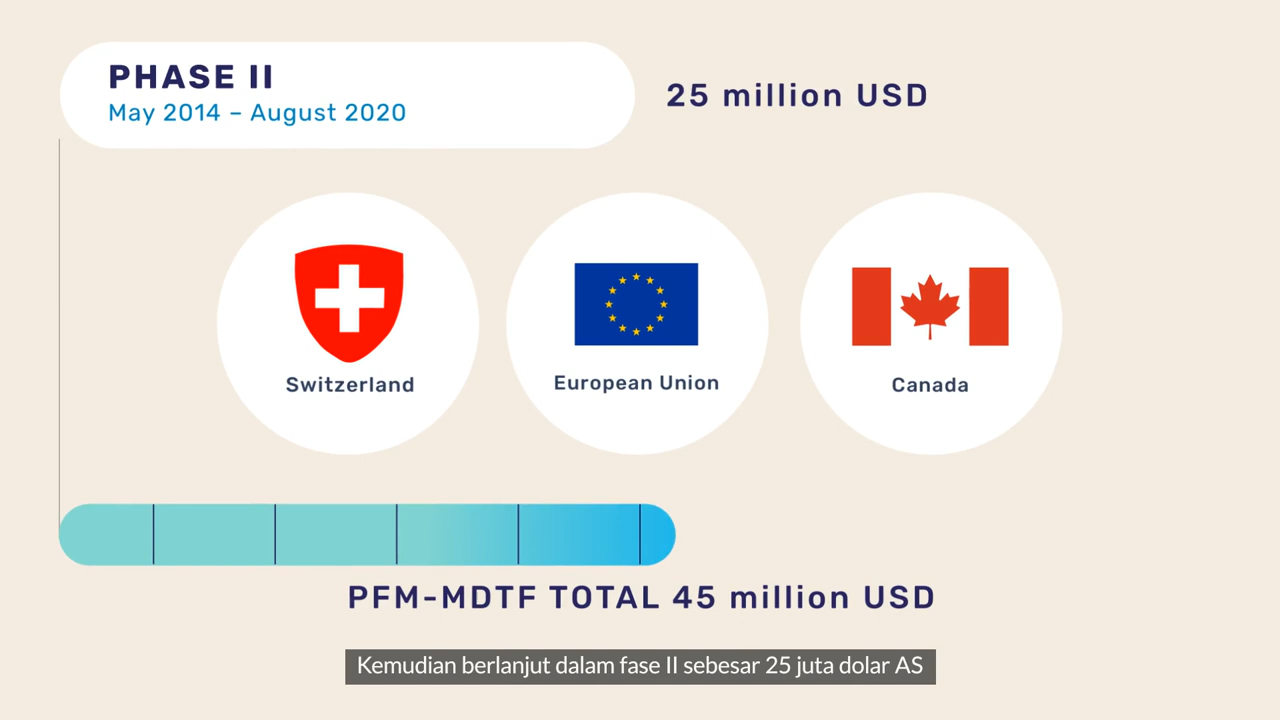 PHASE II
May 2014 – August 2020
25 million USD
Switzerland
European Union
Canada
PFM-MDTF TOTAL 45 million USD
Kemudian berlanjut dalam fase II sebesar 25 juta dolar AS